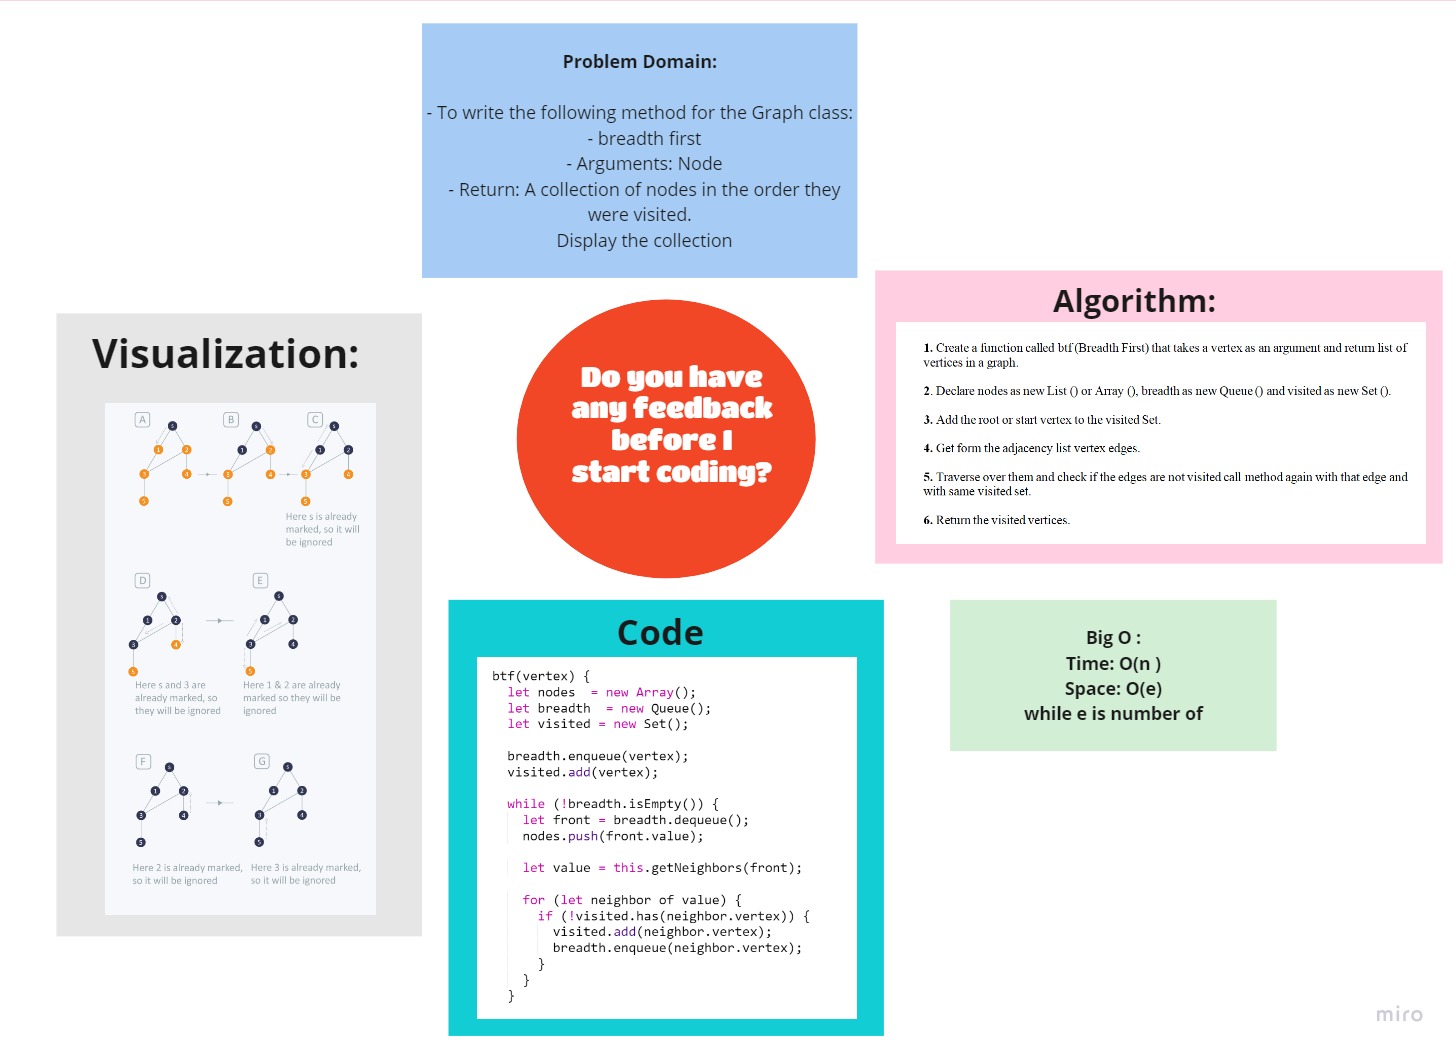 Problem Domain:
- To write the following method for the Graph class:
- breadth first
- Arguments: Node
- Return: A collection of nodes in the order they
were visited.
Display the collection
Visualization:
A
B
C
s
1
2
3
4
5
Here s is already
marked, so it will
be ignored
D
E
Here s and 3 are
already marked, so
they will be ignored
Here 1 & 2 are already
marked so they will be
ignored
F
G
Here 2 is already marked,
so it will be ignored
Here 3 is already marked,
so it will be ignored
Do you have
any feedback
before I
start coding?
Algorithm:
1. Create a function called btf (Breadth First) that takes a vertex as an argument and return list of
vertices in a graph.
2. Declare nodes as new List () or Array (), breadth as new Queue () and visited as new Set ().
3. Add the root or start vertex to the visited Set.
4. Get form the adjacency list vertex edges.
5. Traverse over them and check if the edges are not visited call method again with that edge and
with same visited set.
6. Return the visited vertices.
Code
btf(vertex) {
let nodes = new Array();
let breadth = new Queue();
let visited = new Set();
breadth.enqueue(vertex);
visited.add(vertex);
while (!breadth.isEmpty()) {
let front = breadth.dequeue();
nodes.push(front.value);
let value = this.getNeighbors(front);
for (let neighbor of value) {
if (!visited.has(neighbor.vertex)) {
visited.add(neighbor.vertex);
breadth.enqueue(neighbor.vertex);
}
}
}
Big O :
Time: O(n )
Space: O(e)
while e is number of
miro